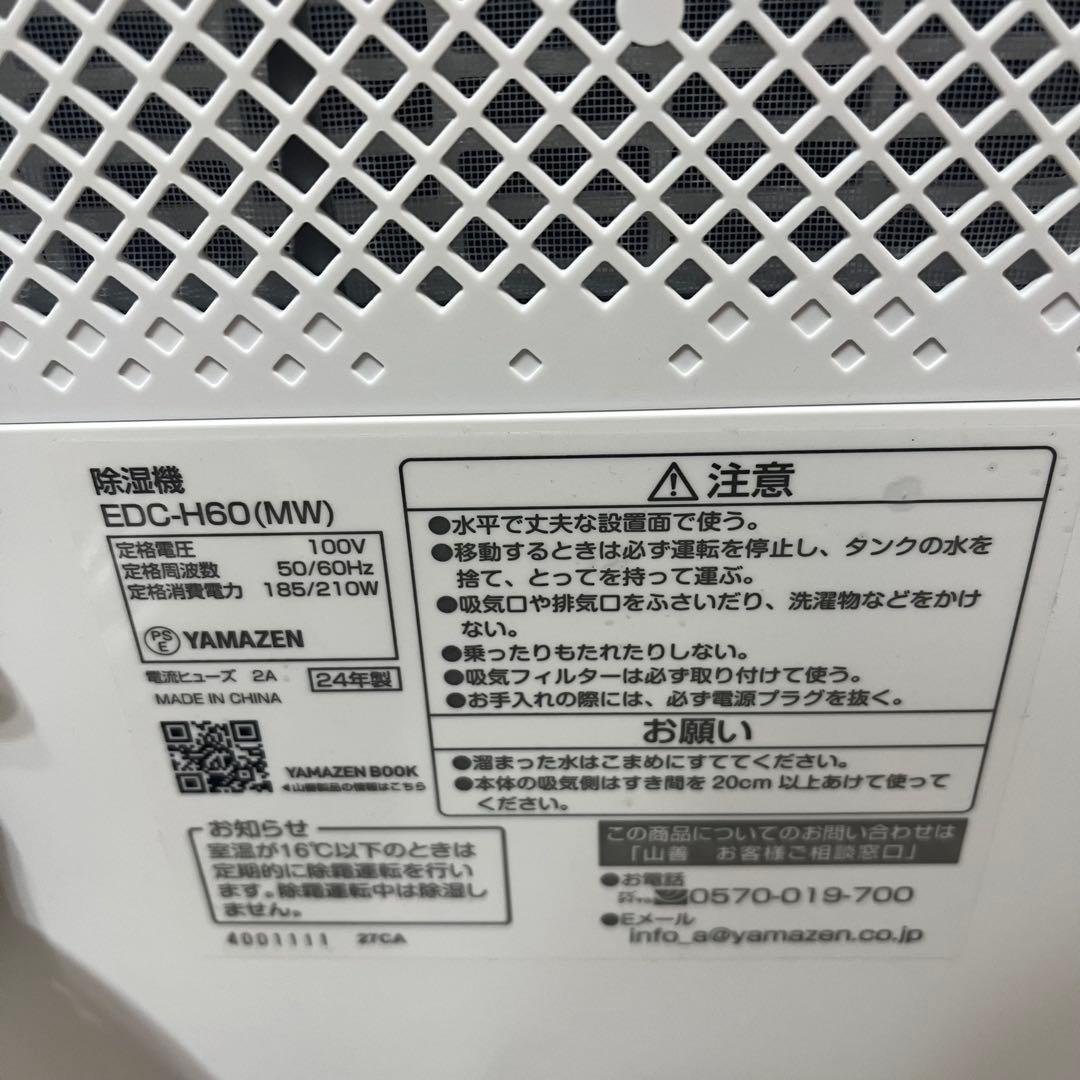 除湿機
EDC-H60(MW)
定格電圧 100V
定格周波数 50/60Hz
定格消費電力 185/210W
PS
E
YAMAZEN
電流ヒューズ 2A 24年製
MADE IN CHINA
YAMAZEN BOOK
◀山善製品の情報はこちら
お知らせ
室温が16℃以下のときは
定期的に除霜運転を行い
ます。除霜運転中は除湿し
ません。
4001111 27CA
⚠注意
●水平で丈夫な設置面で使う。
●移動するときは必ず運転を停止し、タンクの水を
捨て、とってを持って運ぶ。
●吸気口や排気口をふさいだり、洗濯物などをかけ
ない。
●乗ったりもたれたりしない。
●吸気フィルターは必ず取り付けて使う。
●お手入れの際には、必ず電源プラグを抜く。
お願い
●溜まった水はこまめにすててください。
●本体の吸気側はすき間を20cm以上あけて使って
ください。
この商品についてのお問い合わせは
「山善 お客様ご相談窓口」
●お電話
0570-019-700
●Eメール
info_a@yamazen.co.jp